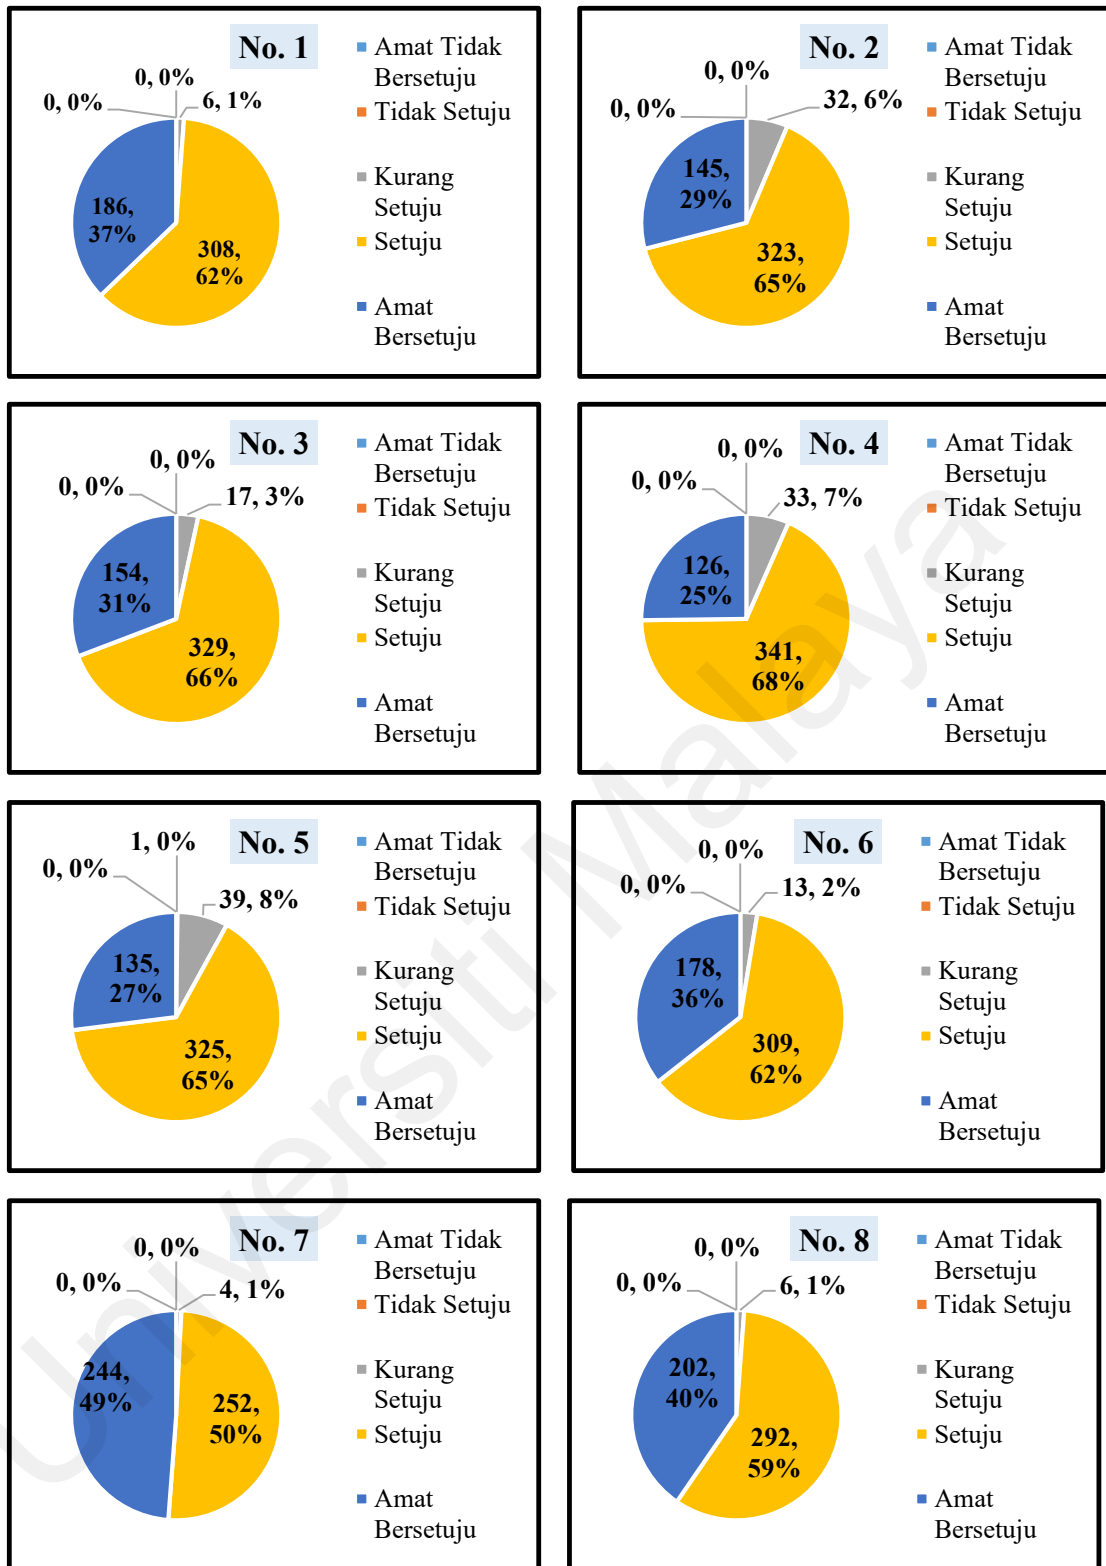 No. 1
0, 0%
0, 0%
6, 1%
186,
37%
308,
62%
Amat Tidak
Bersetuju
Tidak Setuju
Kurang
Setuju
Setuju
Amat
Bersetuju
No. 2
0, 0%
0, 0%
32, 6%
145,
29%
323,
65%
Amat Tidak
Bersetuju
Tidak Setuju
Kurang
Setuju
Setuju
Amat
Bersetuju
No. 3
0, 0%
0, 0%
17, 3%
154,
31%
329,
66%
Amat Tidak
Bersetuju
Tidak Setuju
Kurang
Setuju
Setuju
Amat
Bersetuju
No. 4
0, 0%
0, 0%
33, 7%
126,
25%
341,
68%
Amat Tidak
Bersetuju
Tidak Setuju
Kurang
Setuju
Setuju
Amat
Bersetuju
No. 5
1, 0%
0, 0%
39, 8%
135,
27%
325,
65%
Amat Tidak
Bersetuju
Tidak Setuju
Kurang
Setuju
Setuju
Amat
Bersetuju
No. 6
0, 0%
0, 0%
13, 2%
178,
36%
309,
62%
Amat Tidak
Bersetuju
Tidak Setuju
Kurang
Setuju
Setuju
Amat
Bersetuju
No. 7
0, 0%
0, 0%
4, 1%
244,
49%
252,
50%
Amat Tidak
Bersetuju
Tidak Setuju
Kurang
Setuju
Setuju
Amat
Bersetuju
No. 8
0, 0%
0, 0%
6, 1%
202,
40%
292,
59%
Amat Tidak
Bersetuju
Tidak Setuju
Kurang
Setuju
Setuju
Amat
Bersetuju
Universiti Malaya